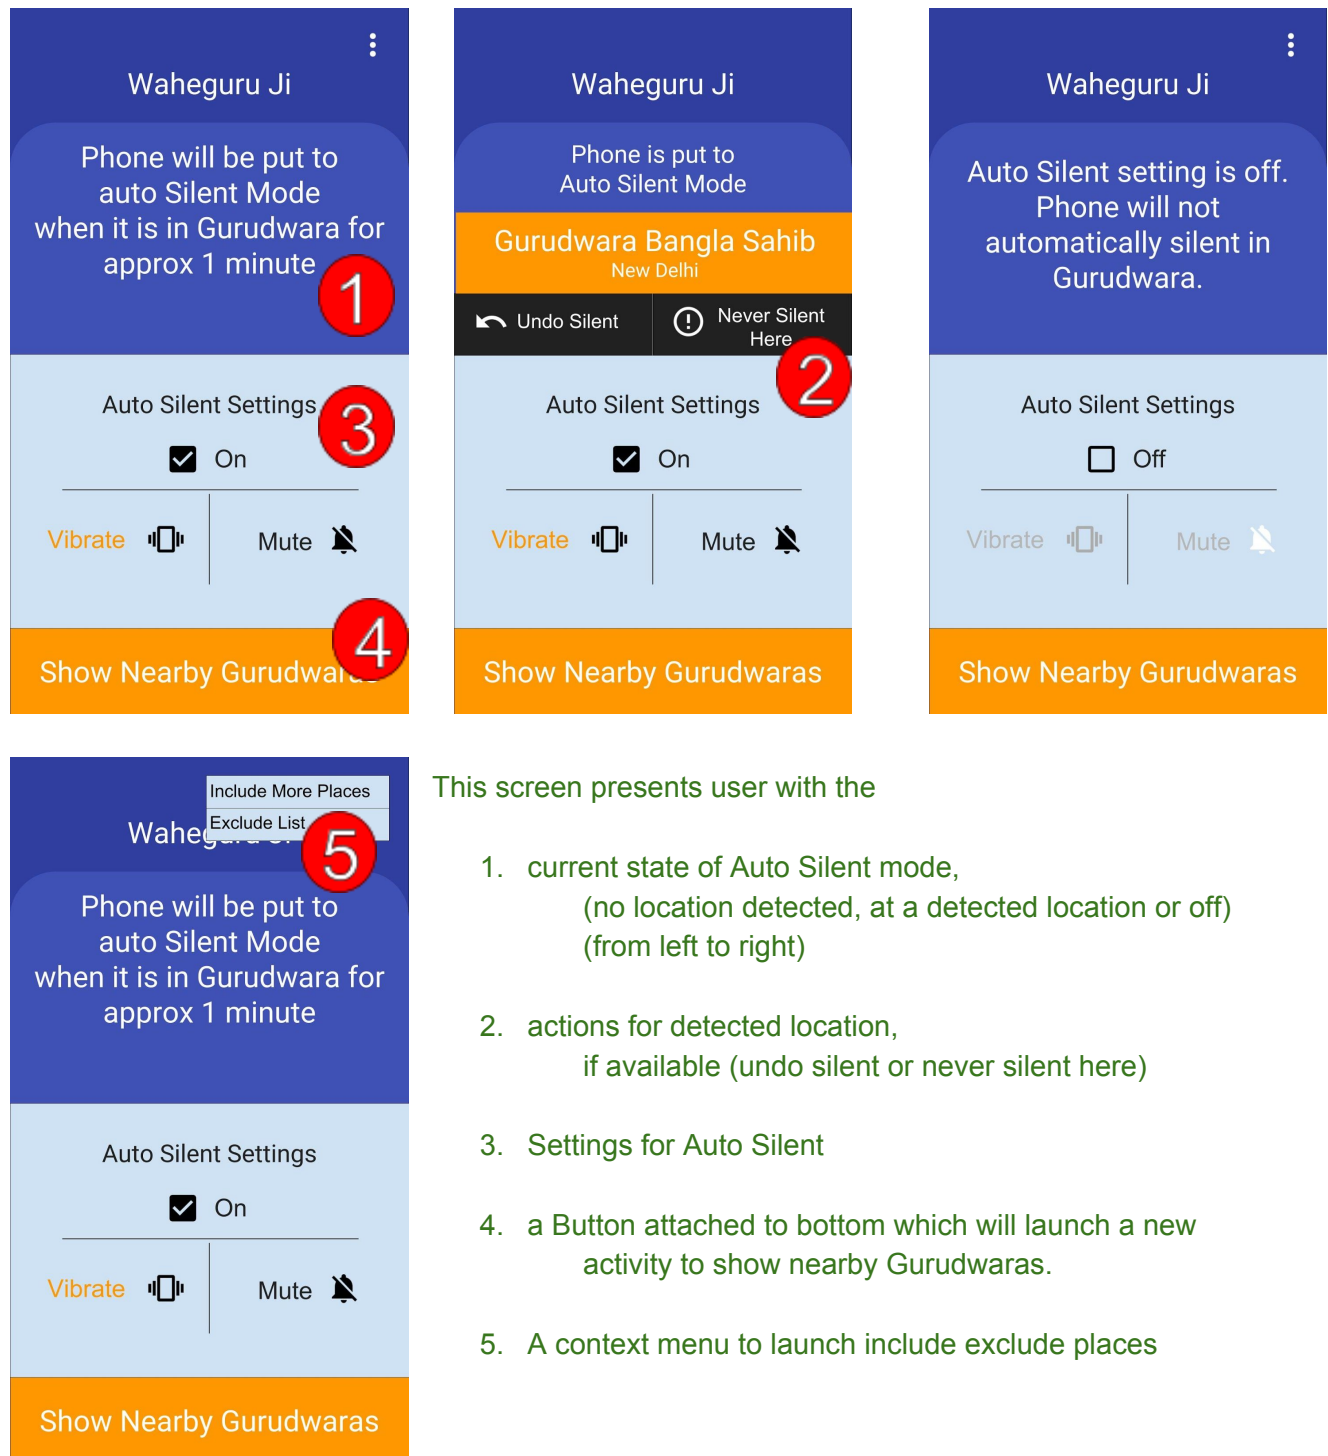 Waheguru Ji
Phone will be put to
auto Silent Mode
when it is in Gurudwara for
approx 1 minute
1
Auto Silent Settings
3
On
Vibrate
Mute
4
Show Nearby Gurudwaras
Waheguru Ji
Phone is put to
Auto Silent Mode
Gurudwara Bangla Sahib
New Delhi
Undo Silent
Never Silent
Here
2
Auto Silent Settings
On
Vibrate
Mute
Show Nearby Gurudwaras
Waheguru Ji
Auto Silent setting is off.
Phone will not
automatically silent in
Gurudwara.
Auto Silent Settings
Off
Vibrate
Mute
Show Nearby Gurudwaras
Include More Places
Exclude List
Waheguru Ji
5
Phone will be put to
auto Silent Mode
when it is in Gurudwara for
approx 1 minute
Auto Silent Settings
On
Vibrate
Mute
Show Nearby Gurudwaras
This screen presents user with the
1. current state of Auto Silent mode,
(no location detected, at a detected location or off)
(from left to right)
2. actions for detected location,
if available (undo silent or never silent here)
3. Settings for Auto Silent
4. a Button attached to bottom which will launch a new
activity to show nearby Gurudwaras.
5. A context menu to launch include exclude places